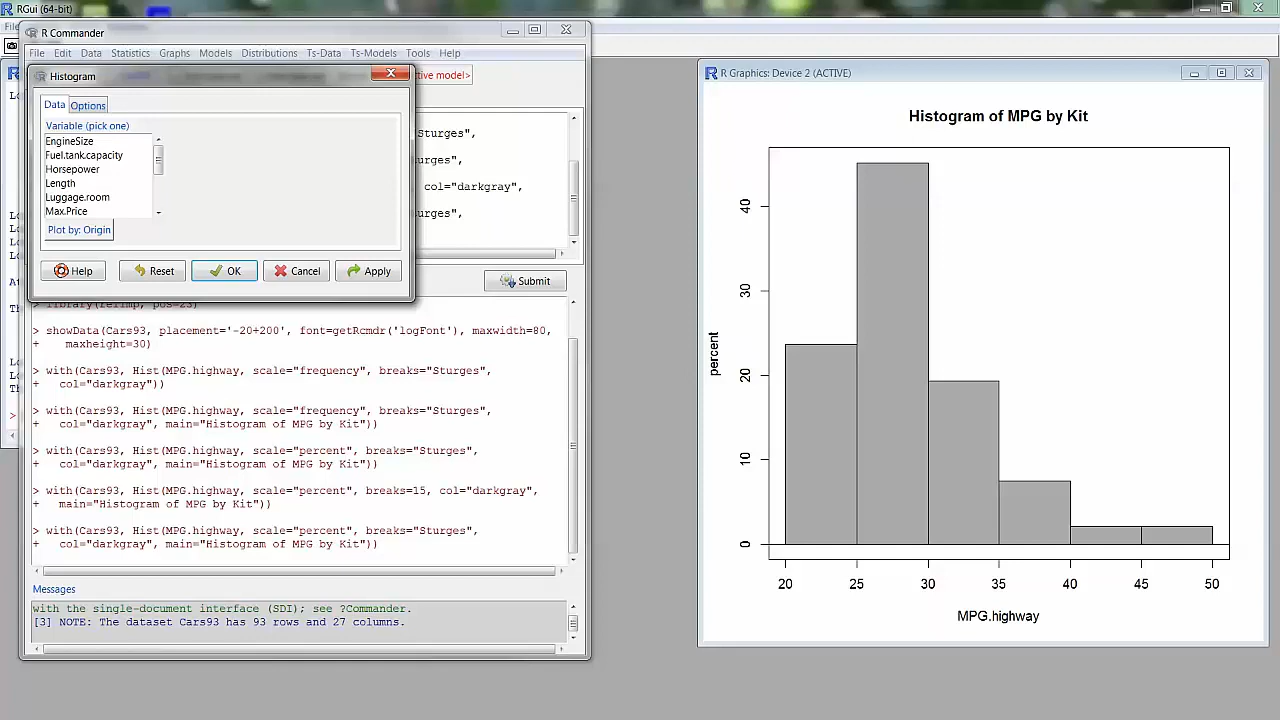 RGui (64-bit)
R Commander
File Edit Data Statistics Graphs Models Distributions Ts-Data Ts-Models Tools Help
Histogram
tive model>
Data Options
Variable (pick one)
EngineSize
Fuel.tank.capacity
Horsepower
Length
Luggage.room
Max.Price
Plot by: Origin
Help Reset OK Cancel Apply
Sturges",
urges",
col="darkgray",
urges",
Submit
> showData(Cars93, placement='-20+200', font=getRcmdr('logFont'), maxwidth=80,
+ maxheight=30)
> with(Cars93, Hist(MPG.highway, scale="frequency", breaks="Sturges",
+ col="darkgray"))
> with(Cars93, Hist(MPG.highway, scale="frequency", breaks="Sturges",
+ col="darkgray", main="Histogram of MPG by Kit"))
> with(Cars93, Hist(MPG.highway, scale="percent", breaks="Sturges",
+ col="darkgray", main="Histogram of MPG by Kit"))
> with(Cars93, Hist(MPG.highway, scale="percent", breaks=15, col="darkgray",
+ main="Histogram of MPG by Kit"))
> with(Cars93, Hist(MPG.highway, scale="percent", breaks="Sturges",
+ col="darkgray", main="Histogram of MPG by Kit"))
Messages
with the single-document interface (SDI); see ?Commander.
[3] NOTE: The dataset Cars93 has 93 rows and 27 columns.
R Graphics: Device 2 (ACTIVE)
Histogram of MPG by Kit
percent
40
30
20
10
0
20 25 30 35 40 45 50
MPG.highway